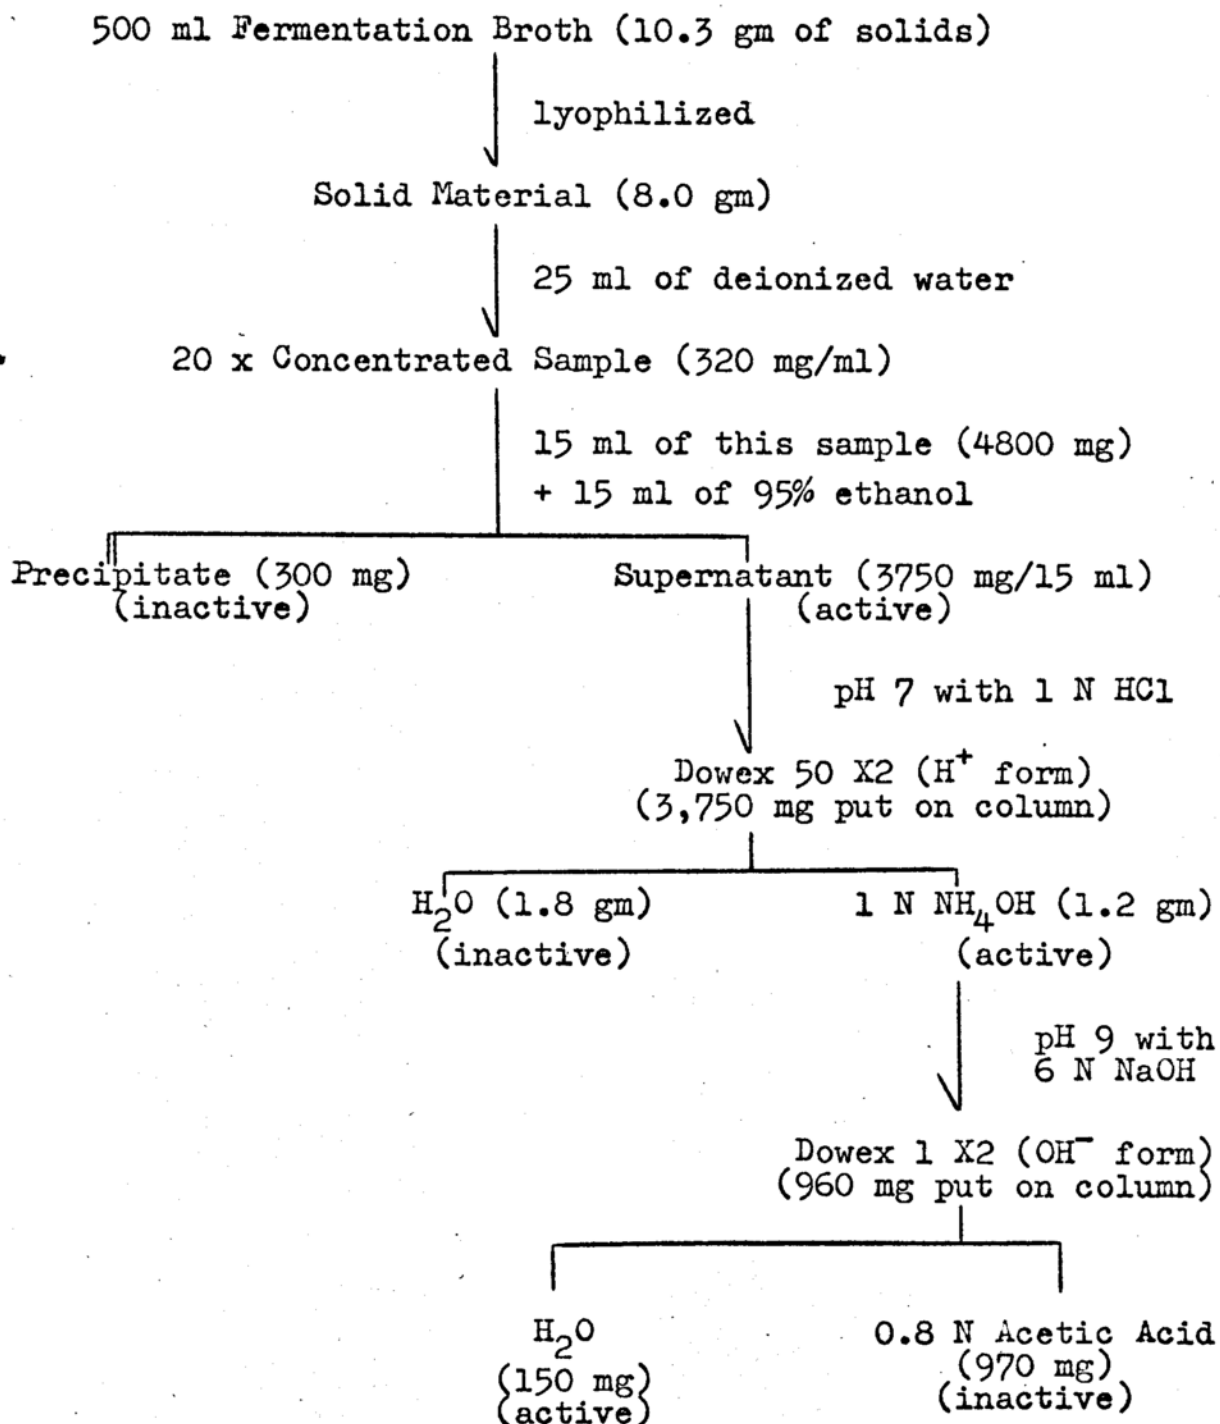 500 ml Fermentation Broth (10.3 gm of solids)
lyophilized
Solid Material (8.0 gm)
25 ml of deionized water
20 x Concentrated Sample (320 mg/ml)
15 ml of this sample (4800 mg)
+ 15 ml of 95% ethanol
Precipitate (300 mg)
(inactive)
Supernatant (3750 mg/15 ml)
(active)
pH 7 with 1 N HCl
Dowex 50 X2 (H⁺ form)
(3,750 mg put on column)
H₂O (1.8 gm)
(inactive)
1 N NH₄OH (1.2 gm)
(active)
pH 9 with
6 N NaOH
Dowex 1 X2 (OH⁻ form)
(960 mg put on column)
H₂O
(150 mg)
(active)
0.8 N Acetic Acid
(970 mg)
(inactive)